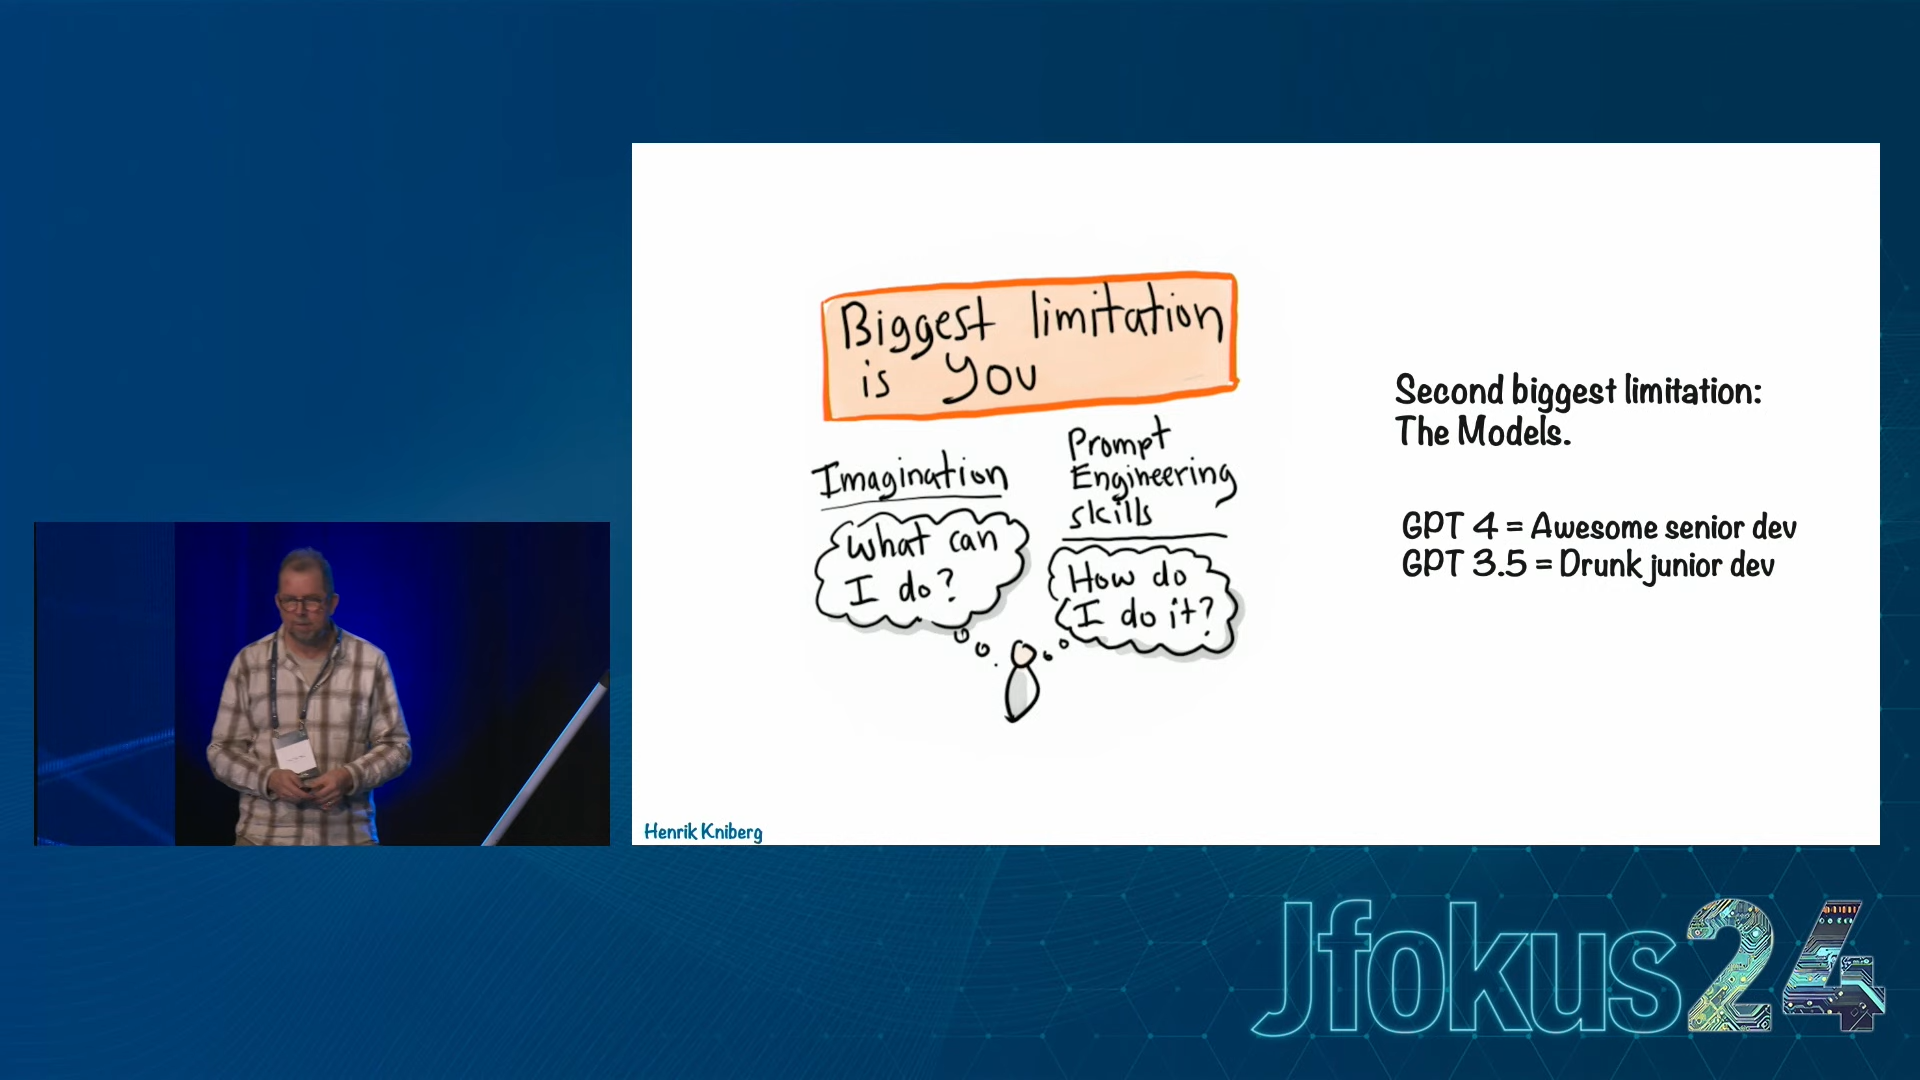 Biggest limitation
is You
Imagination
What can
I do?
Prompt
Engineering
skills
How do
I do it?
Second biggest limitation:
The Models.
GPT 4 = Awesome senior dev
GPT 3.5 = Drunk junior dev
Henrik Kniberg
Jfokus24